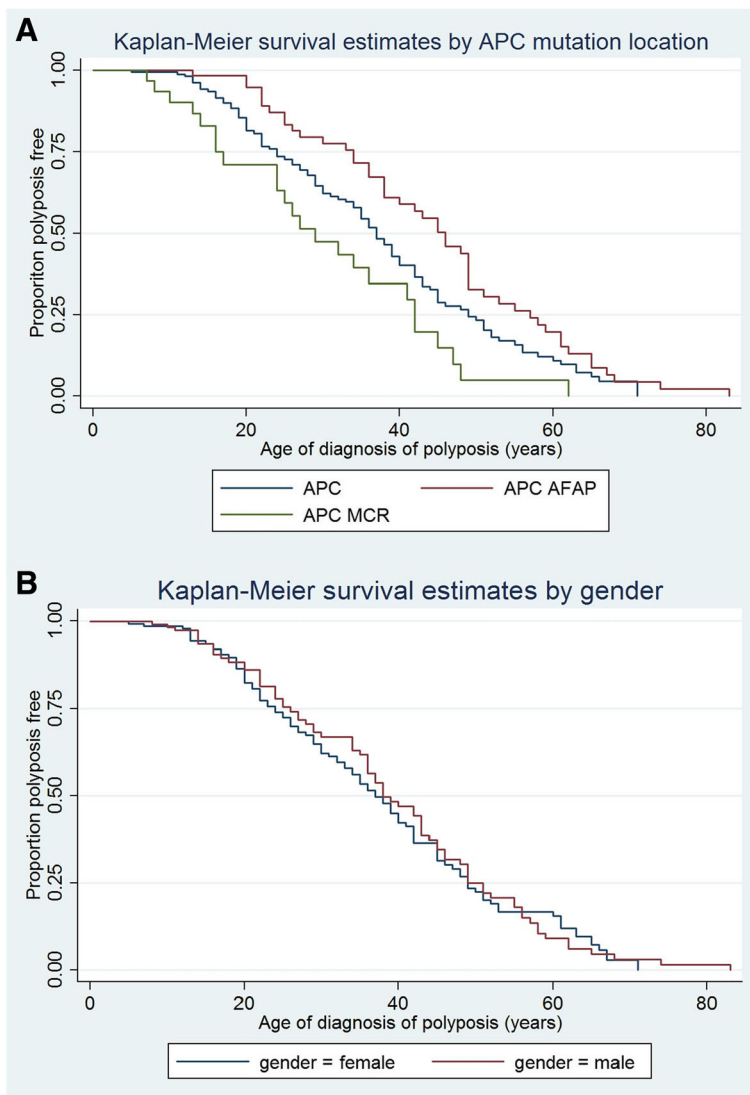 A
Kaplan-Meier survival estimates by APC mutation location
Proporiton polyposis free
1.00
0.75
0.50
0.25
0.00
0 20 40 60 80
Age of diagnosis of polyposis (years)
APC APC AFAP
APC MCR
B
Kaplan-Meier survival estimates by gender
Proportion polyposis free
1.00
0.75
0.50
0.25
0.00
0 20 40 60 80
Age of diagnosis of polyposis (years)
gender = female gender = male